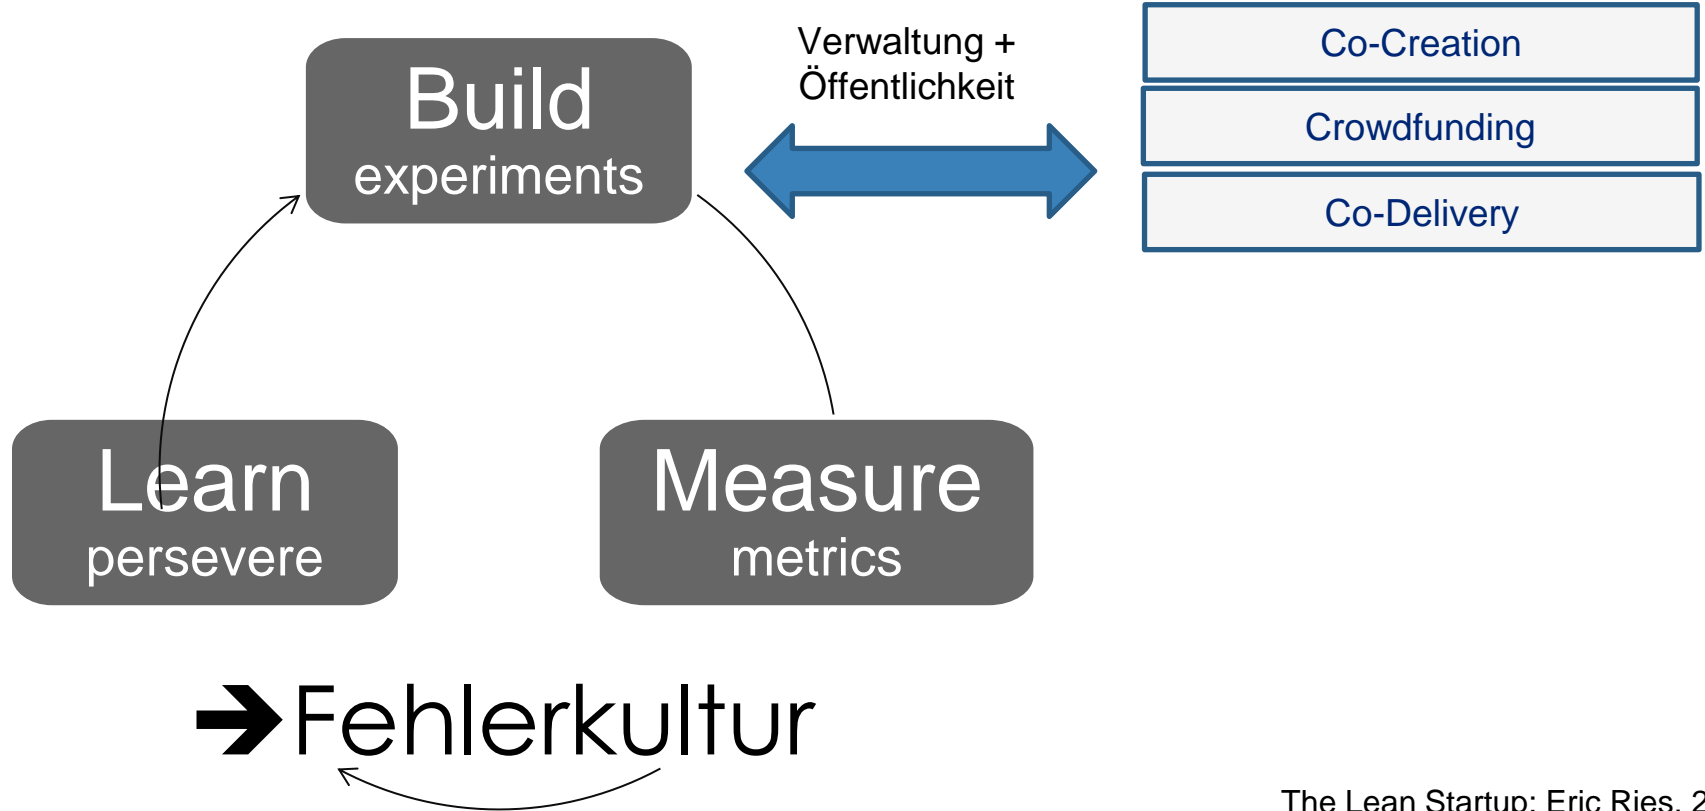 Build
experiments
Verwaltung +
Öffentlichkeit
Co-Creation
Crowdfunding
Co-Delivery
Learn
persevere
Measure
metrics
➔Fehlerkultur
The Lean Startup: Eric Ries, 2